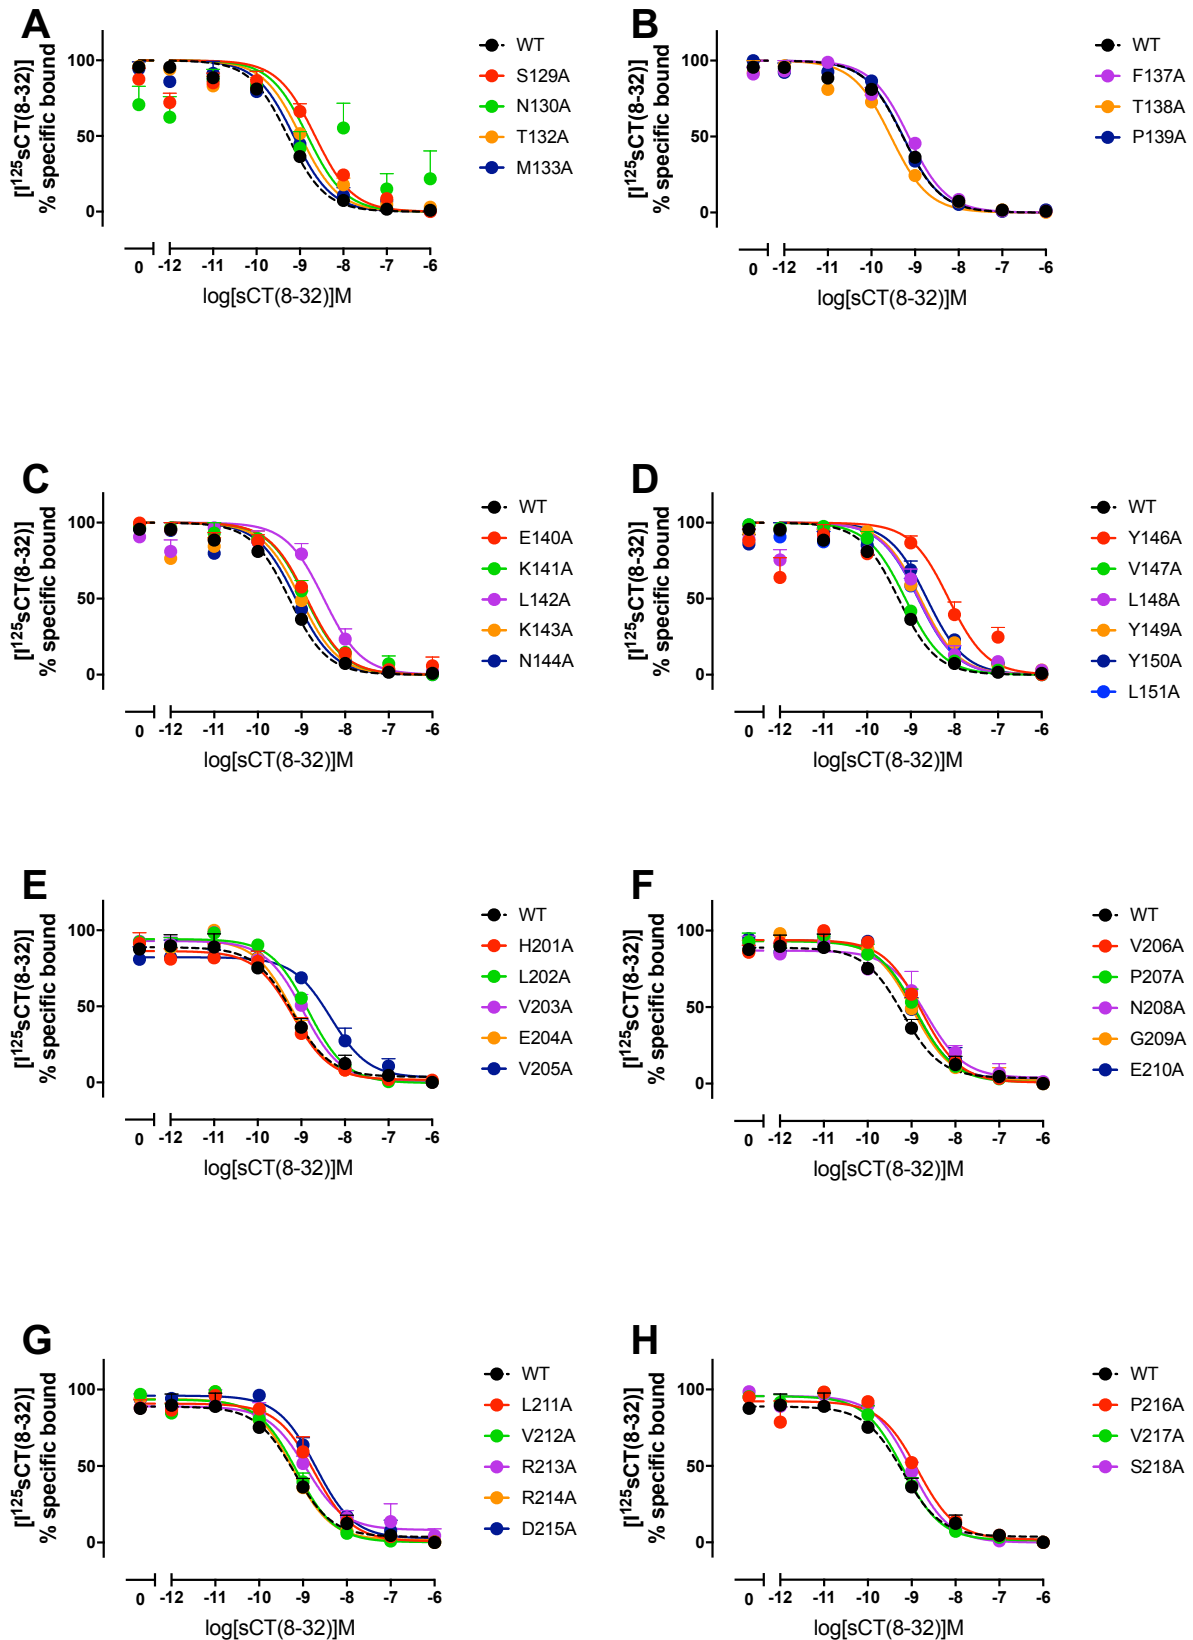 A
[I¹²⁵sCT(8-32)]
% specific bound
100
50
0
0 -12 -11 -10 -9 -8 -7 -6
log[sCT(8-32)]M
WT
S129A
N130A
T132A
M133A
B
[I¹²⁵sCT(8-32)]
% specific bound
100
50
0
0 -12 -11 -10 -9 -8 -7 -6
log[sCT(8-32)]M
WT
F137A
T138A
P139A
C
[I¹²⁵sCT(8-32)]
% specific bound
100
50
0
0 -12 -11 -10 -9 -8 -7 -6
log[sCT(8-32)]M
WT
E140A
K141A
L142A
K143A
N144A
D
[I¹²⁵sCT(8-32)]
% specific bound
100
50
0
0 -12 -11 -10 -9 -8 -7 -6
log[sCT(8-32)]M
WT
Y146A
V147A
L148A
Y149A
Y150A
L151A
E
[I¹²⁵sCT(8-32)]
% specific bound
100
50
0
0 -12 -11 -10 -9 -8 -7 -6
log[sCT(8-32)]M
WT
H201A
L202A
V203A
E204A
V205A
F
[I¹²⁵sCT(8-32)]
% specific bound
100
50
0
0 -12 -11 -10 -9 -8 -7 -6
log[sCT(8-32)]M
WT
V206A
P207A
N208A
G209A
E210A
G
[I¹²⁵sCT(8-32)]
% specific bound
100
50
0
0 -12 -11 -10 -9 -8 -7 -6
log[sCT(8-32)]M
WT
L211A
V212A
R213A
R214A
D215A
H
[I¹²⁵sCT(8-32)]
% specific bound
100
50
0
0 -12 -11 -10 -9 -8 -7 -6
log[sCT(8-32)]M
WT
P216A
V217A
S218A